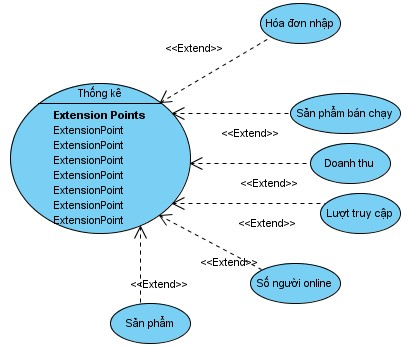 Hóa đơn nhập
<<Extend>>
Thống kê
Extension Points
ExtensionPoint
ExtensionPoint
ExtensionPoint
ExtensionPoint
ExtensionPoint
ExtensionPoint
ExtensionPoint
Sản phẩm bán chạy
<<Extend>>
Doanh thu
<<Extend>>
Lượt truy cập
<<Extend>>
<<Extend>>
Số người online
<<Extend>>
Sản phẩm